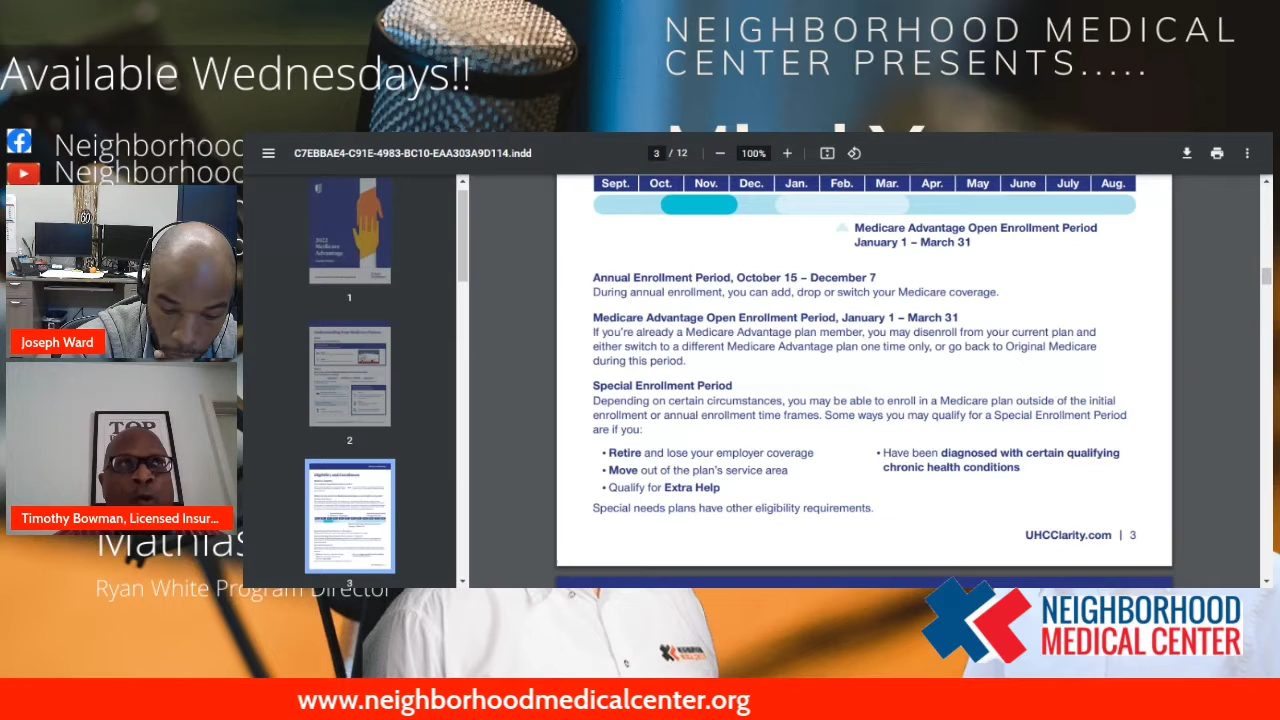 NEIGHBORHOOD MEDICAL
CENTER PRESENTS.....
Available Wednesdays!!
Neighborhood
Neighborhood
C7EBBAE4-C91E-4983-BC10-EAA303A9D114.indd
3 / 12
100%
60
Joseph Ward
TOP
Timothy Bowman, Licensed Insur...
Mathias
Ryan White Program Director
2022
Medicare
Advantage
1
2
3
Sept. Oct. Nov. Dec. Jan. Feb. Mar. Apr. May June July Aug.
Medicare Advantage Open Enrollment Period
January 1 – March 31
Annual Enrollment Period, October 15 – December 7
During annual enrollment, you can add, drop or switch your Medicare coverage.
Medicare Advantage Open Enrollment Period, January 1 – March 31
If you're already a Medicare Advantage plan member, you may disenroll from your current plan and
either switch to a different Medicare Advantage plan one time only, or go back to Original Medicare
during this period.
Special Enrollment Period
Depending on certain circumstances, you may be able to enroll in a Medicare plan outside of the initial
enrollment or annual enrollment time frames. Some ways you may qualify for a Special Enrollment Period
are if you:
• Retire and lose your employer coverage
• Move out of the plan's service area
• Qualify for Extra Help
• Have been diagnosed with certain qualifying
chronic health conditions
Special needs plans have other eligibility requirements.
UHCClarity.com | 3
NEIGHBORHOOD
MEDICAL CENTER
www.neighborhoodmedicalcenter.org